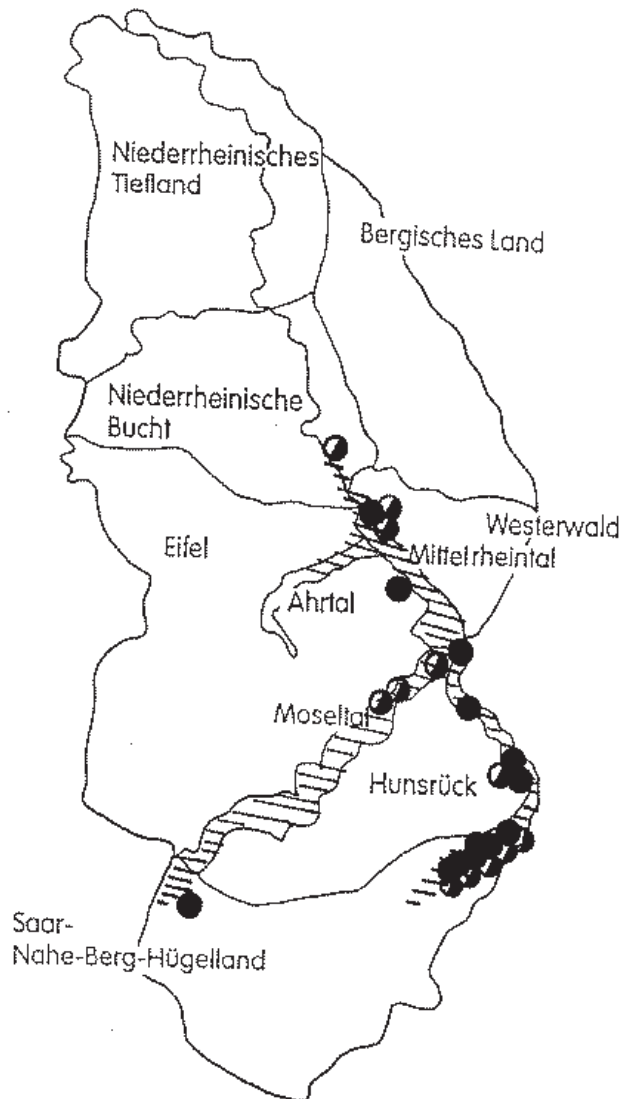 Niederrheinisches
Tiefland
Bergisches Land
Niederrheinische
Bucht
Westerwald
Eifel
Mittelrheintal
Ahrtal
Moseltal
Hunsrück
Saar-
Nahe-Berg-Hügelland